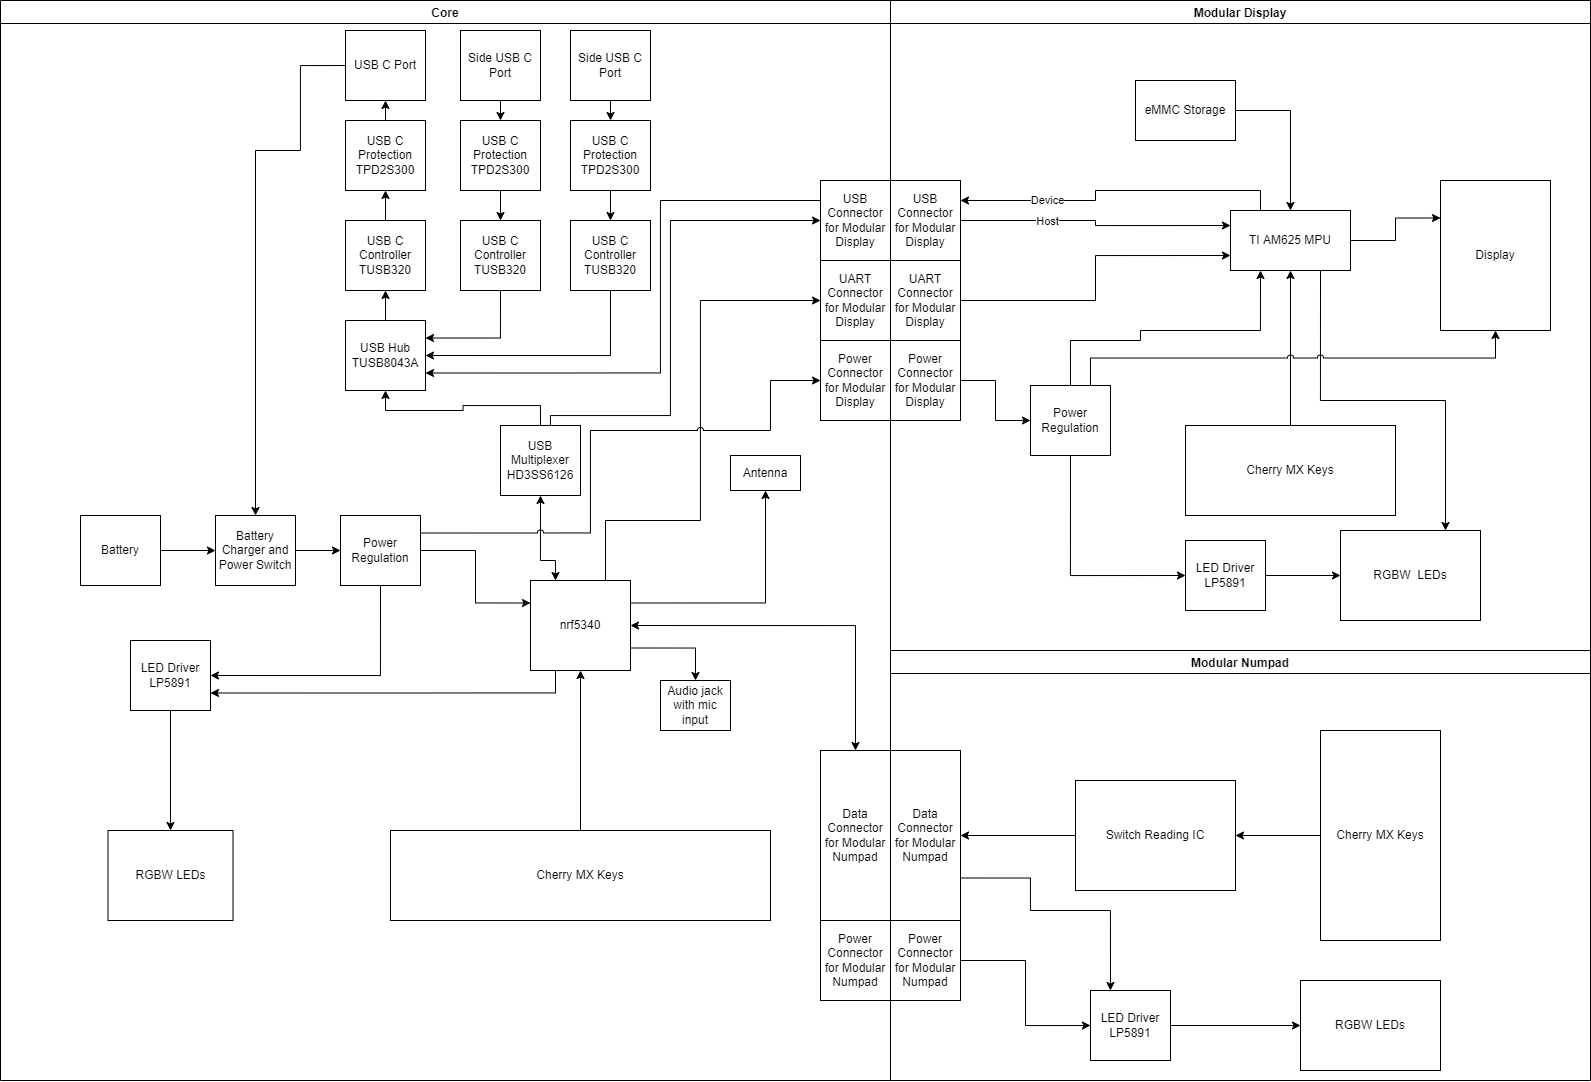 Core
USB C Port
Side USB C
Port
Side USB C
Port
USB C
Protection
TPD2S300
USB C
Protection
TPD2S300
USB C
Protection
TPD2S300
USB C
Controller
TUSB320
USB C
Controller
TUSB320
USB C
Controller
TUSB320
USB Hub
TUSB8043A
USB
Multiplexer
HD3SS6126
Antenna
Battery
Battery
Charger and
Power Switch
Power
Regulation
nrf5340
LED Driver
LP5891
Audio jack
with mic
input
RGBW LEDs
Cherry MX Keys
USB
Connector
for Modular
Display
UART
Connector
for Modular
Display
Power
Connector
for Modular
Display
Data
Connector
for Modular
Numpad
Power
Connector
for Modular
Numpad
Modular Display
USB
Connector
for Modular
Display
UART
Connector
for Modular
Display
Power
Connector
for Modular
Display
Device
Host
eMMC Storage
TI AM625 MPU
Display
Power
Regulation
Cherry MX Keys
LED Driver
LP5891
RGBW  LEDs
Modular Numpad
Data
Connector
for Modular
Numpad
Power
Connector
for Modular
Numpad
Switch Reading IC
Cherry MX Keys
LED Driver
LP5891
RGBW LEDs